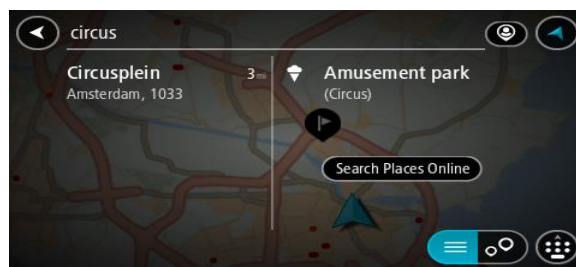 circus
Circusplein
3 mi
Amsterdam, 1033
Amusement park
(Circus)
Search Places Online